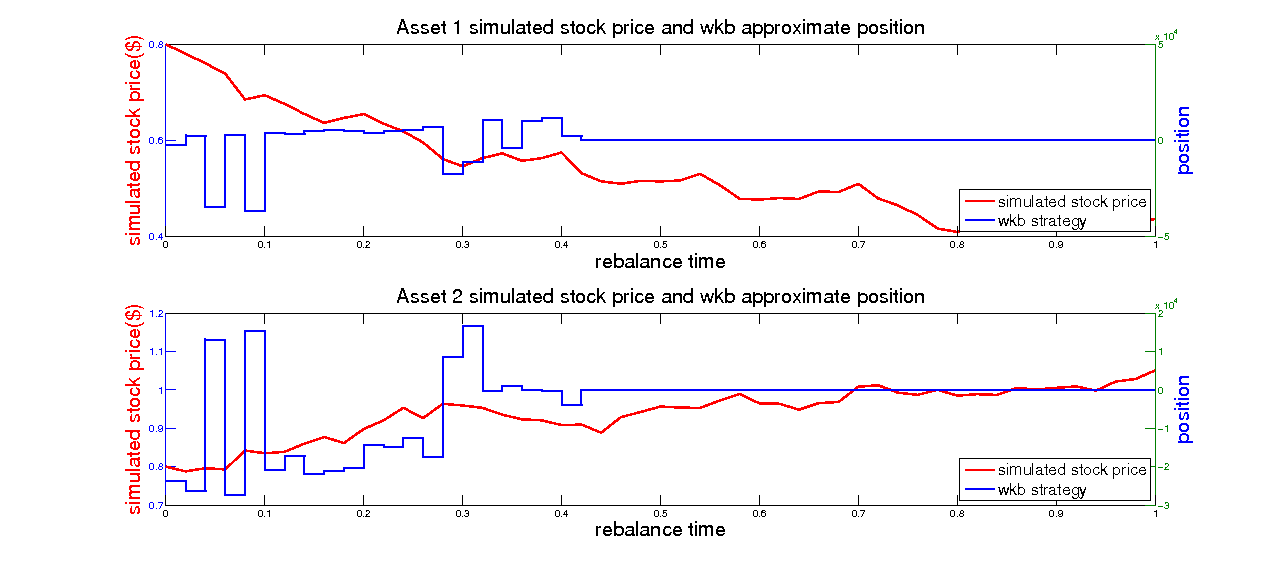 Asset 1 simulated stock price and wkb approximate position
x 10^4
simulated stock price($)
0.8
0.6
0.4
5
0
-5
position
simulated stock price
wkb strategy
0 0.1 0.2 0.3 0.4 0.5 0.6 0.7 0.8 0.9 1
rebalance time
Asset 2 simulated stock price and wkb approximate position
x 10^4
simulated stock price($)
1.2
1.1
1
0.9
0.8
0.7
2
1
0
-1
-2
-3
position
simulated stock price
wkb strategy
0 0.1 0.2 0.3 0.4 0.5 0.6 0.7 0.8 0.9 1
rebalance time